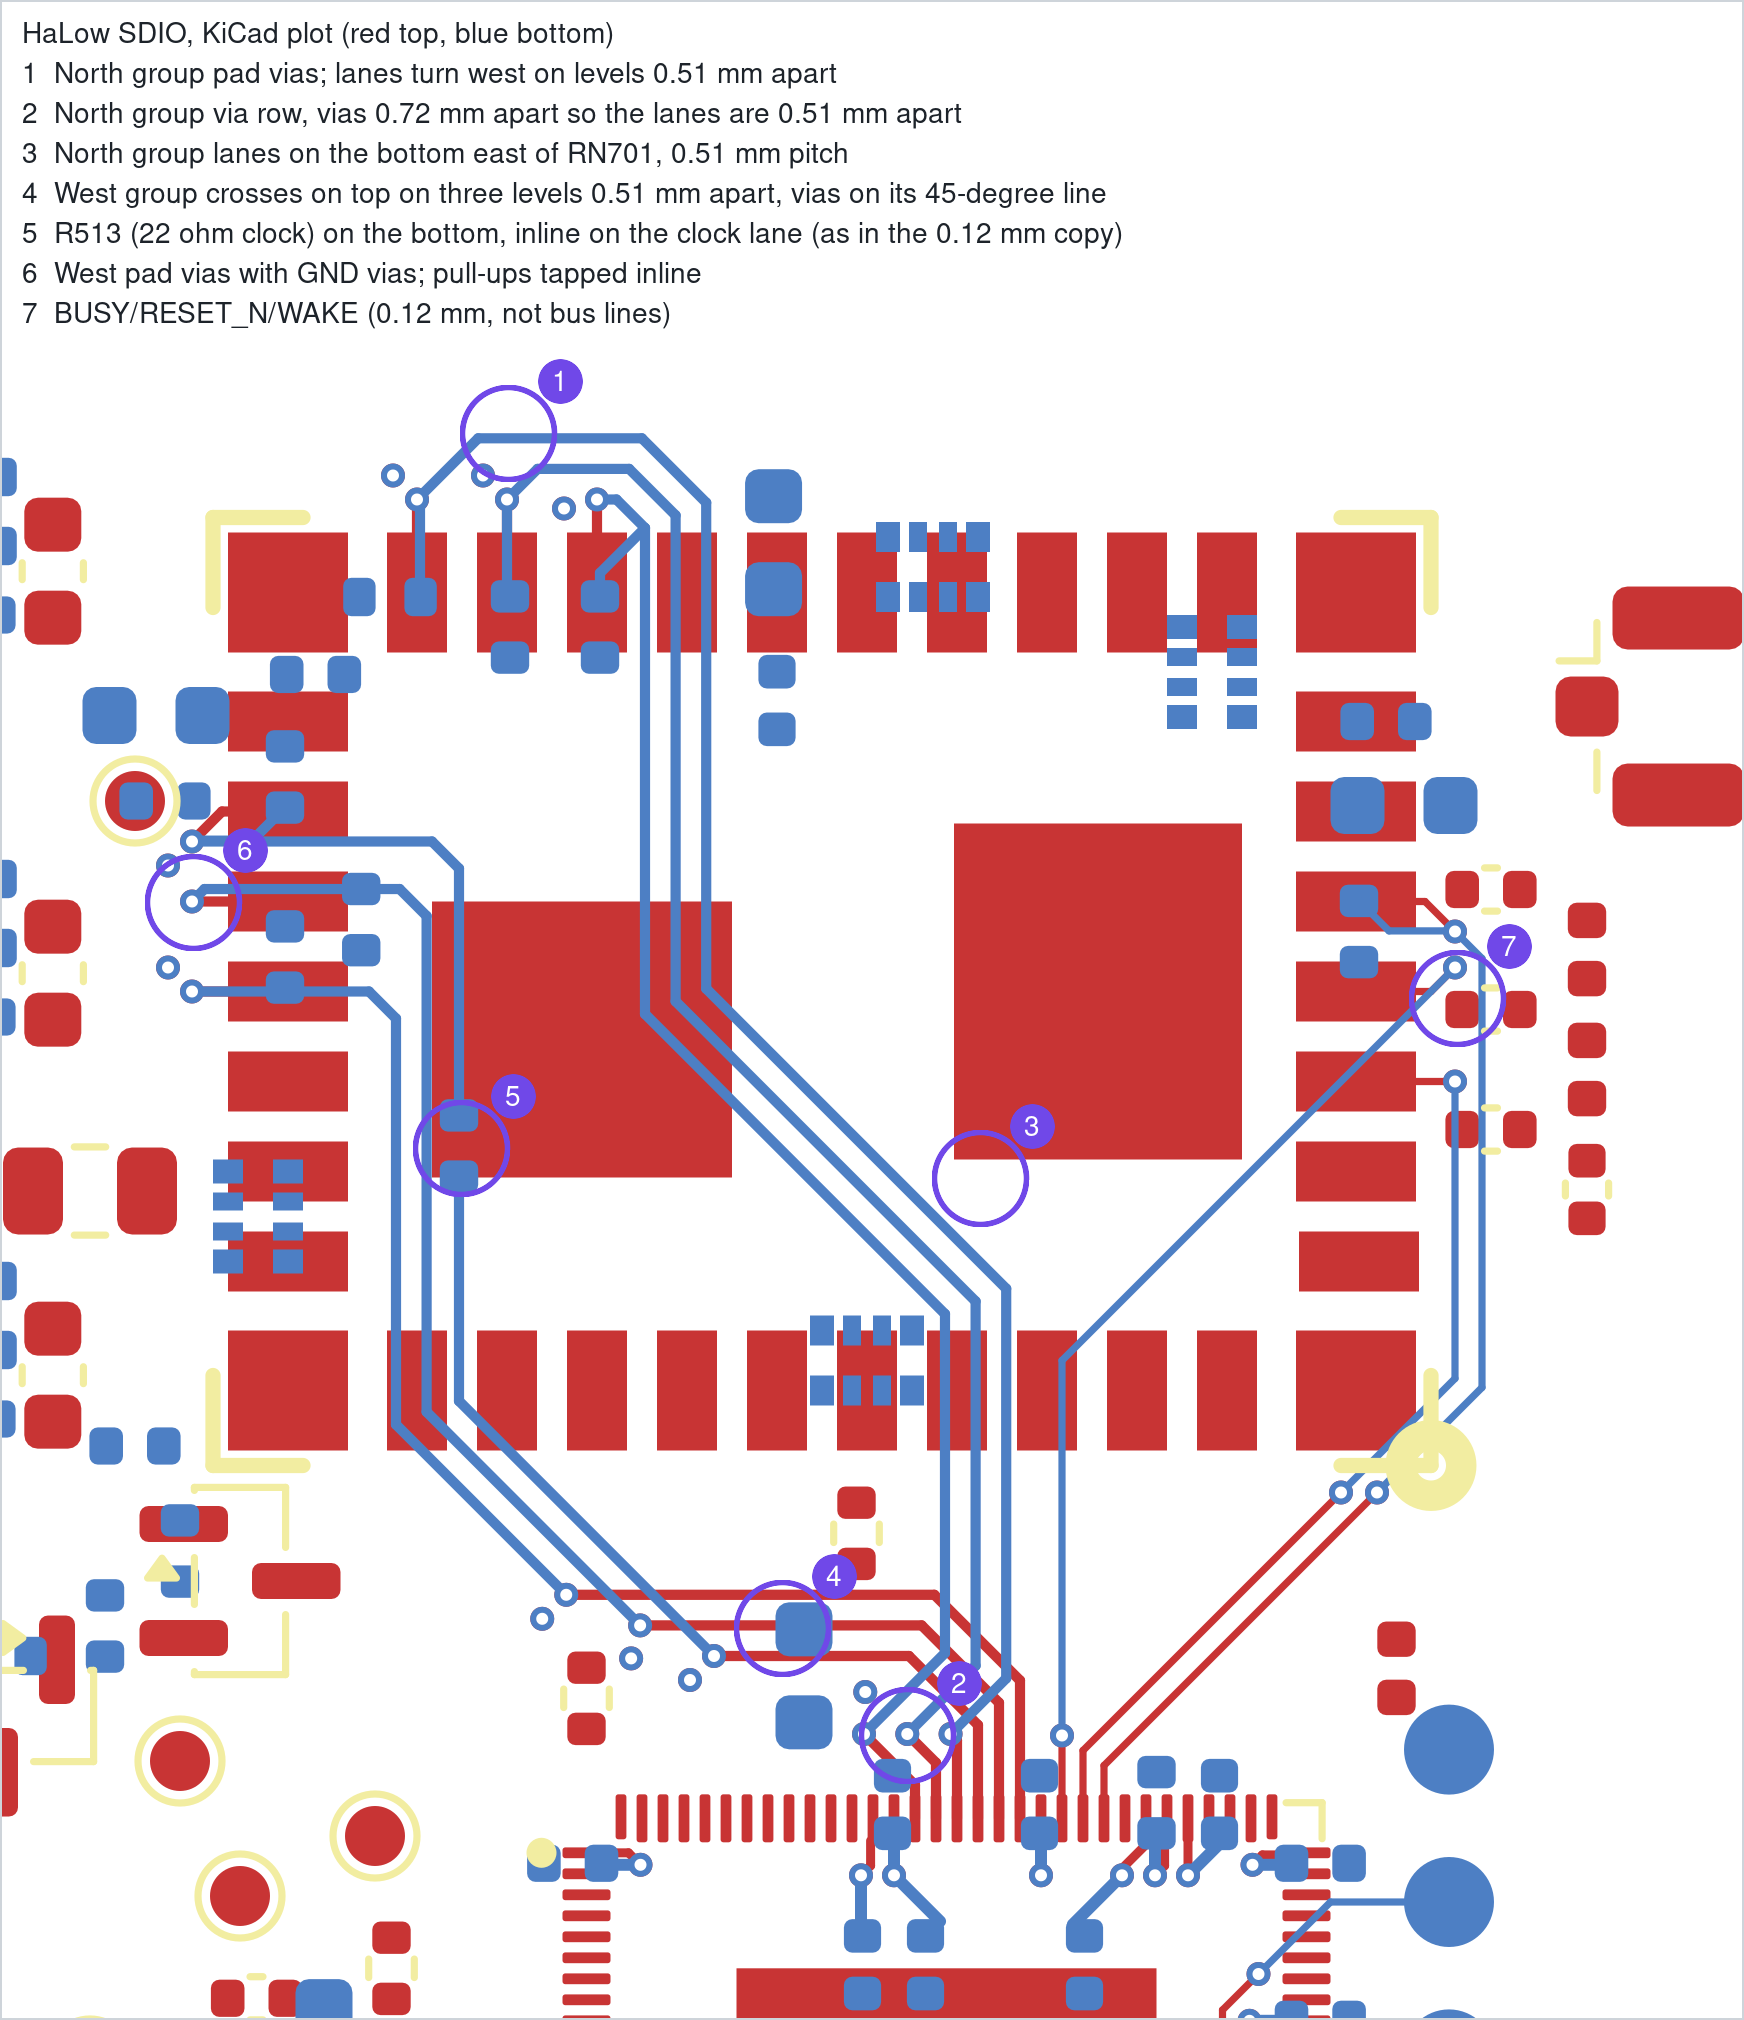 HaLow SDIO, KiCad plot (red top, blue bottom)
1 North group pad vias; lanes turn west on levels 0.51 mm apart
2 North group via row, vias 0.72 mm apart so the lanes are 0.51 mm apart
3 North group lanes on the bottom east of RN701, 0.51 mm pitch
4 West group crosses on top on three levels 0.51 mm apart, vias on its 45-degree line
5 R513 (22 ohm clock) on the bottom, inline on the clock lane (as in the 0.12 mm copy)
6 West pad vias with GND vias; pull-ups tapped inline
7 BUSY/RESET_N/WAKE (0.12 mm, not bus lines)
1
6
7
5
3
4
2